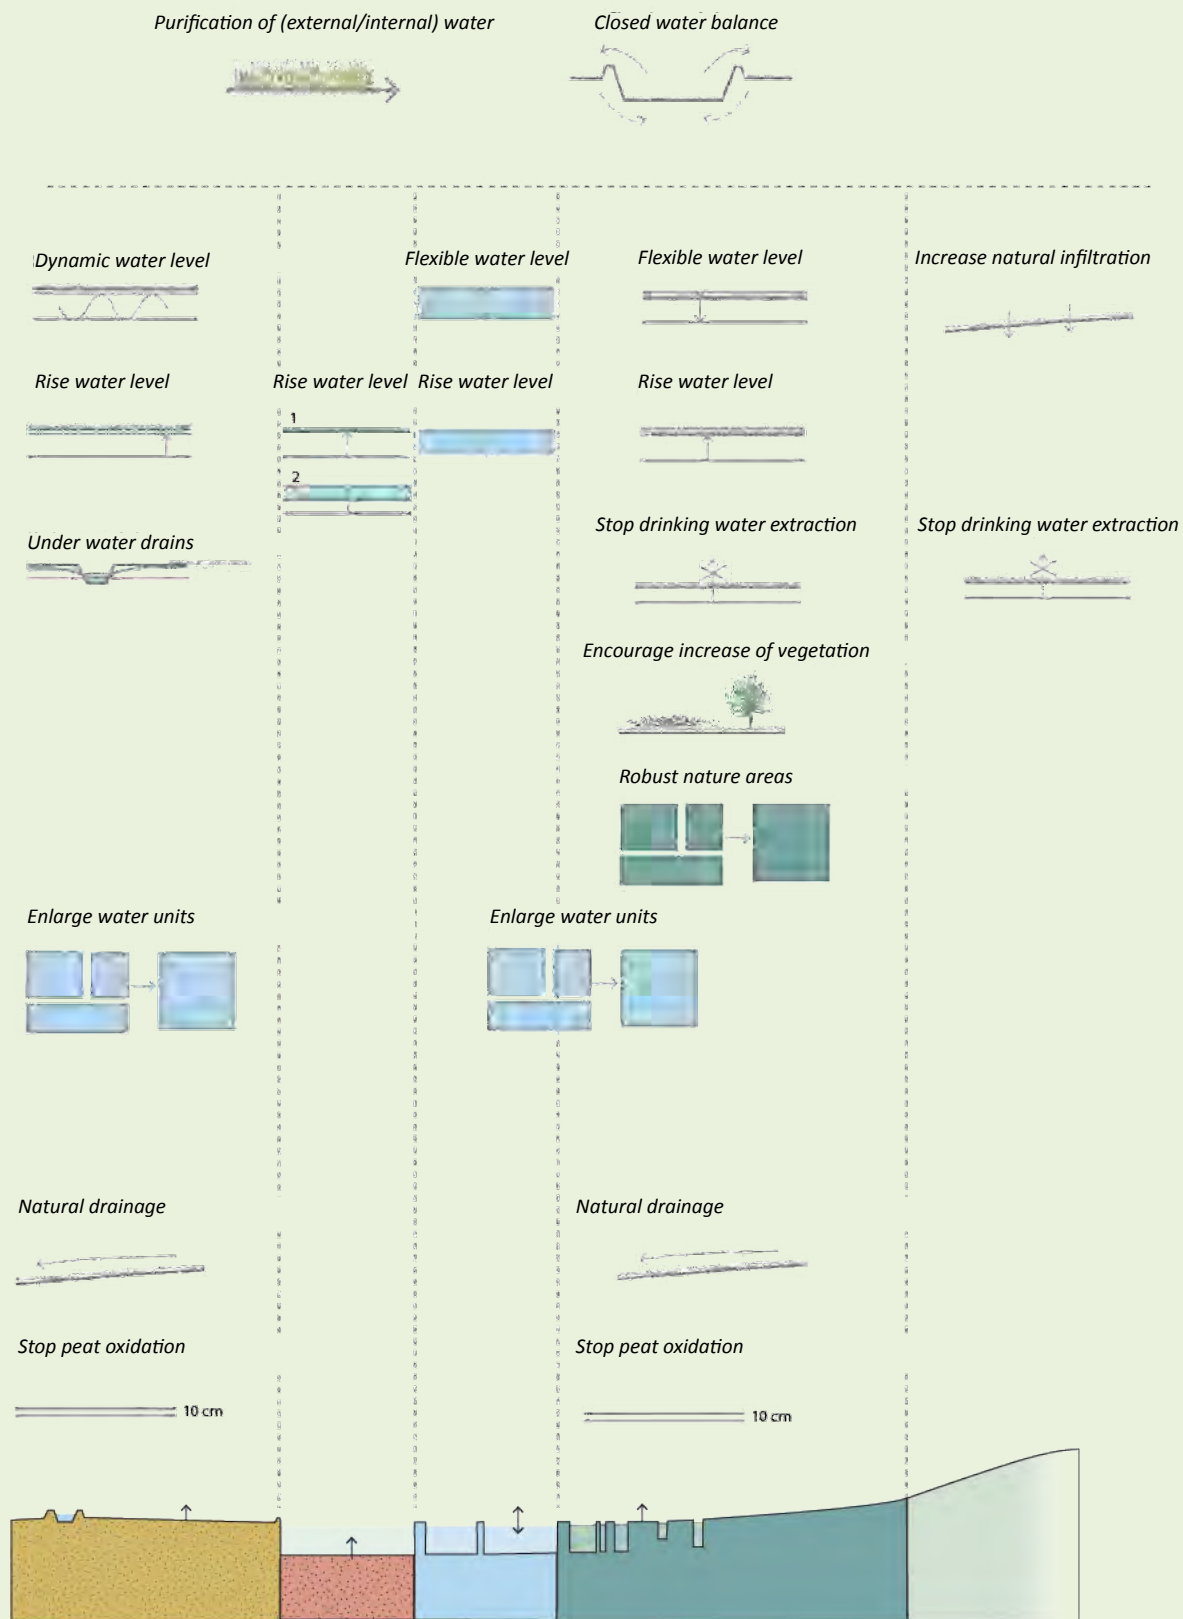 Purification of (external/internal) water
Closed water balance
Dynamic water level
Flexible water level
Flexible water level
Increase natural infiltration
Rise water level
Rise water level
Rise water level
Rise water level
1
2
Under water drains
Stop drinking water extraction
Stop drinking water extraction
Encourage increase of vegetation
Robust nature areas
Enlarge water units
Enlarge water units
Natural drainage
Natural drainage
Stop peat oxidation
Stop peat oxidation
10 cm
10 cm